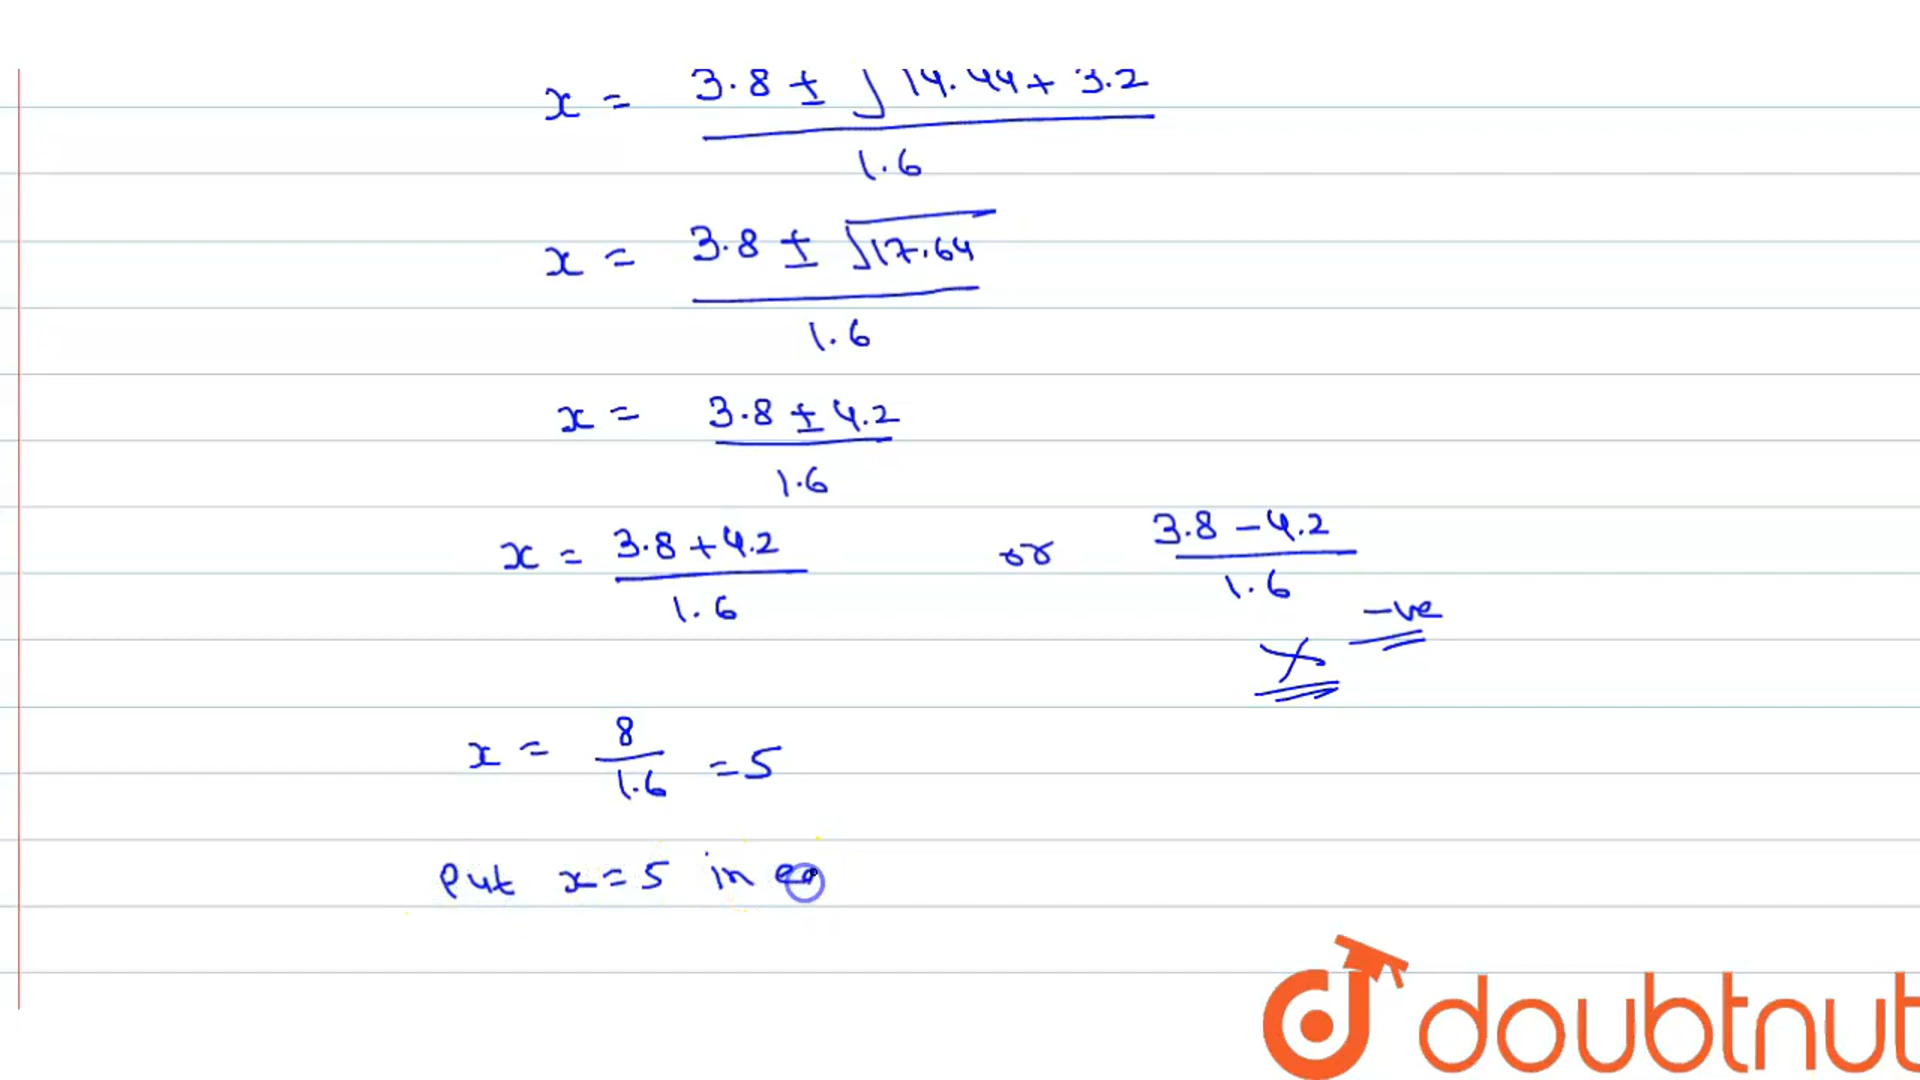 x = 3.8 ± √14.44 + 3.2
1.6
x = 3.8 ± √17.64
1.6
x = 3.8 ± 4.2
1.6
x = 3.8 + 4.2 or 3.8 - 4.2
1.6 1.6
-ve
x = 8 = 5
1.6
Put x = 5 in
doubtnut